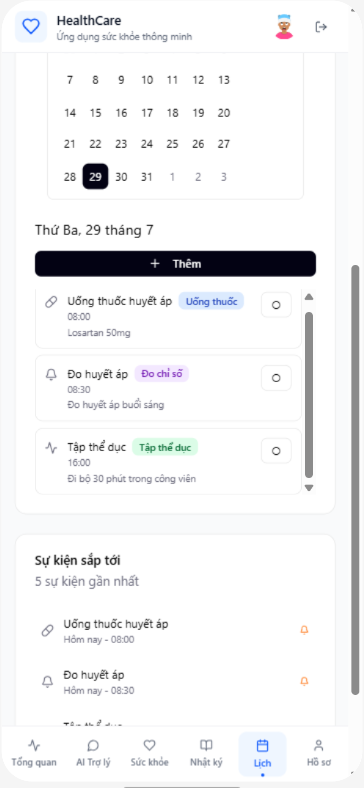 HealthCare
Ứng dụng sức khỏe thông minh
7 8 9 10 11 12 13
14 15 16 17 18 19 20
21 22 23 24 25 26 27
28 29 30 31 1 2 3
Thứ Ba, 29 tháng 7
+ Thêm
Uống thuốc huyết áp Uống thuốc
08:00
Losartan 50mg
Đo huyết áp Đo chỉ số
08:30
Đo huyết áp buổi sáng
Tập thể dục Tập thể dục
16:00
Đi bộ 30 phút trong công viên
Sự kiện sắp tới
5 sự kiện gần nhất
Uống thuốc huyết áp
Hôm nay - 08:00
Đo huyết áp
Hôm nay - 08:30
Tập thể dục
Tổng quan AI Trợ lý Sức khỏe Nhật ký Lịch Hồ sơ